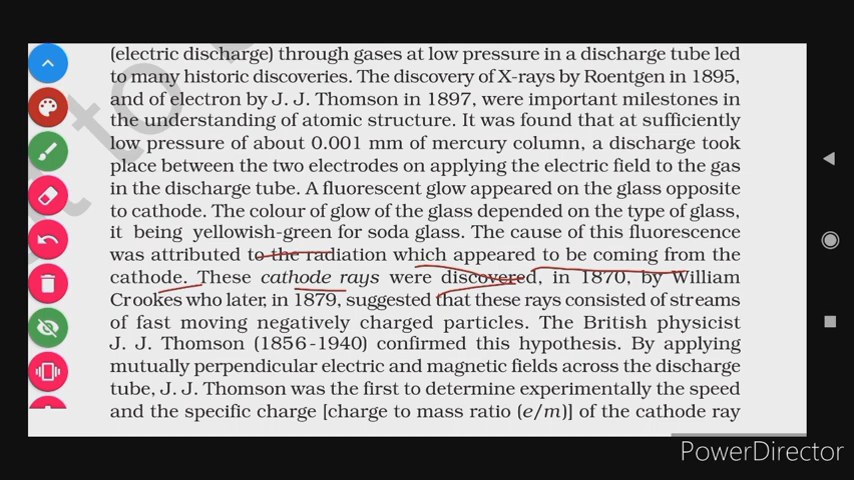 (electric discharge) through gases at low pressure in a discharge tube led
to many historic discoveries. The discovery of X-rays by Roentgen in 1895,
and of electron by J. J. Thomson in 1897, were important milestones in
the understanding of atomic structure. It was found that at sufficiently
low pressure of about 0.001 mm of mercury column, a discharge took
place between the two electrodes on applying the electric field to the gas
in the discharge tube. A fluorescent glow appeared on the glass opposite
to cathode. The colour of glow of the glass depended on the type of glass,
it being yellowish-green for soda glass. The cause of this fluorescence
was attributed to the radiation which appeared to be coming from the
cathode. These cathode rays were discovered, in 1870, by William
Crookes who later, in 1879, suggested that these rays consisted of streams
of fast moving negatively charged particles. The British physicist
J. J. Thomson (1856-1940) confirmed this hypothesis. By applying
mutually perpendicular electric and magnetic fields across the discharge
tube, J. J. Thomson was the first to determine experimentally the speed
and the specific charge [charge to mass ratio (e/m)] of the cathode ray
PowerDirector